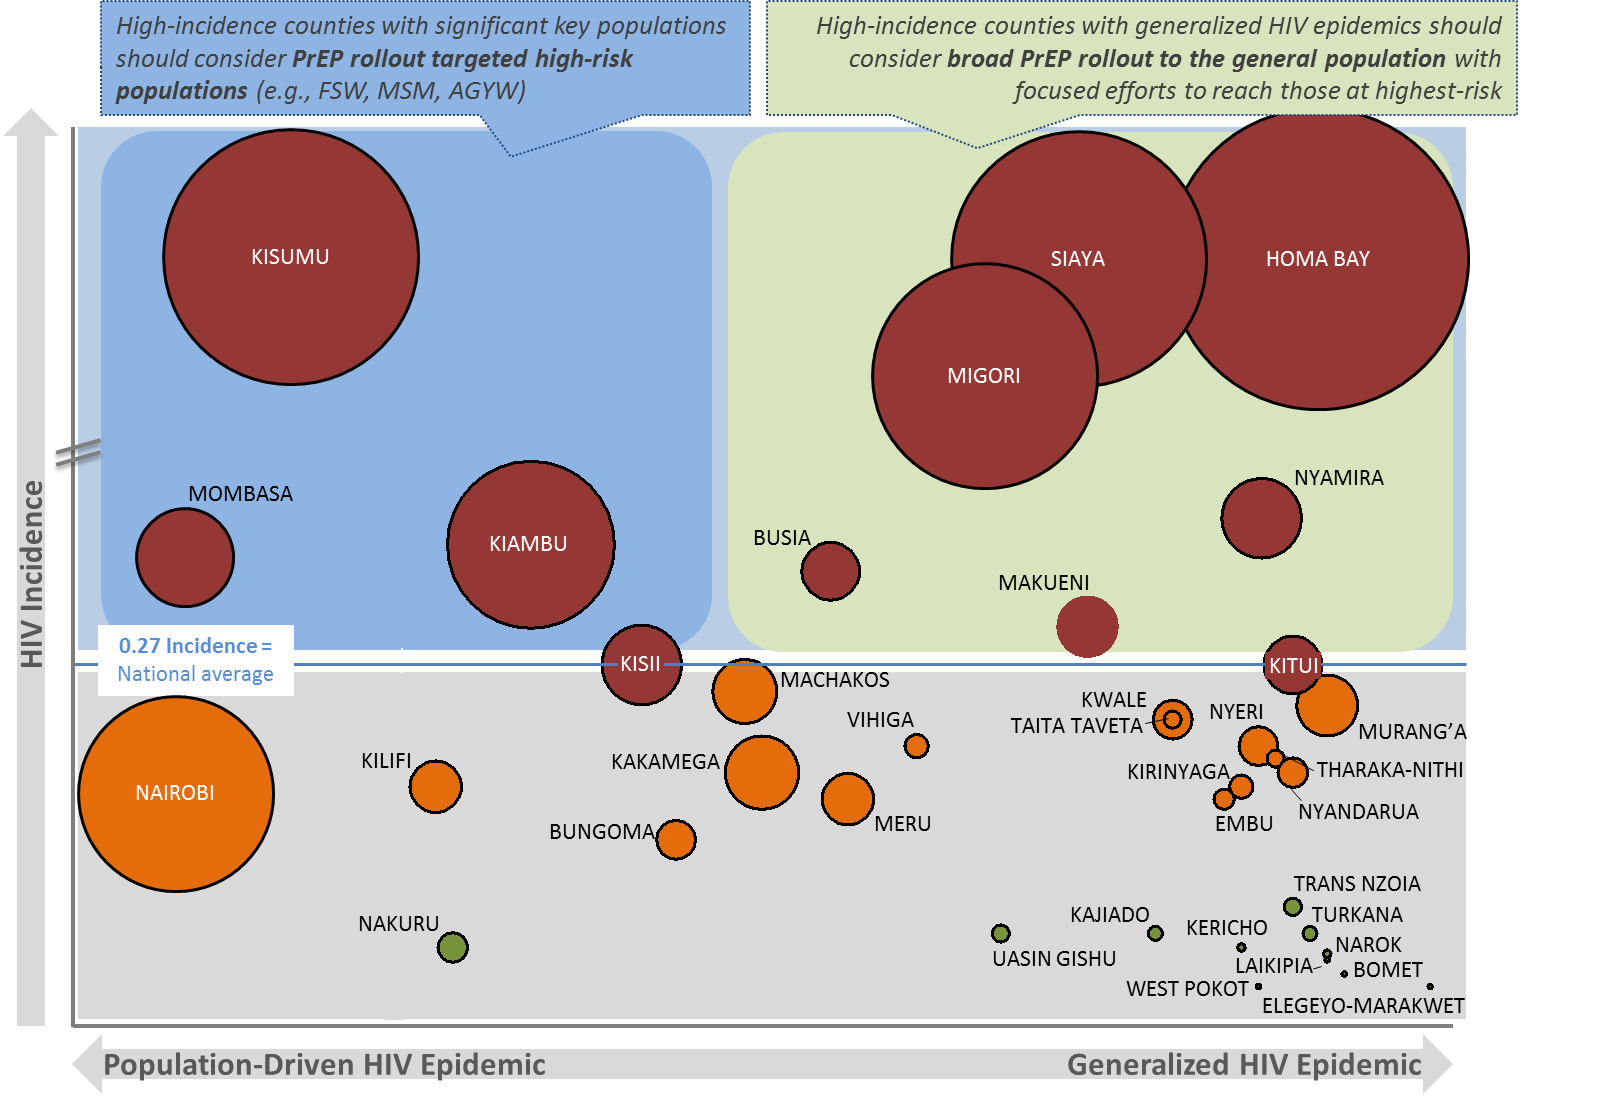 High-incidence counties with significant key populations
should consider PrEP rollout targeted high-risk
populations (e.g., FSW, MSM, AGYW)
High-incidence counties with generalized HIV epidemics should
consider broad PrEP rollout to the general population with
focused efforts to reach those at highest-risk
HIV Incidence
KISUMU
SIAYA
HOMA BAY
MIGORI
MOMBASA
KIAMBU
NYAMIRA
BUSIA
MAKUENI
0.27 Incidence =
National average
KISII
KITUI
MACHAKOS
KWALE
TAITA TAVETA
NYERI
VIHIGA
MURANG’A
KILIFI
KAKAMEGA
KIRINYAGA
THARAKA-NITHI
NAIROBI
NYANDARUA
BUNGOMA
MERU
EMBU
TRANS NZOIA
NAKURU
KAJIADO
TURKANA
KERICHO
NAROK
UASIN GISHU
LAIKIPIA
BOMET
WEST POKOT
ELEGEYO-MARAKWET
Population-Driven HIV Epidemic
Generalized HIV Epidemic